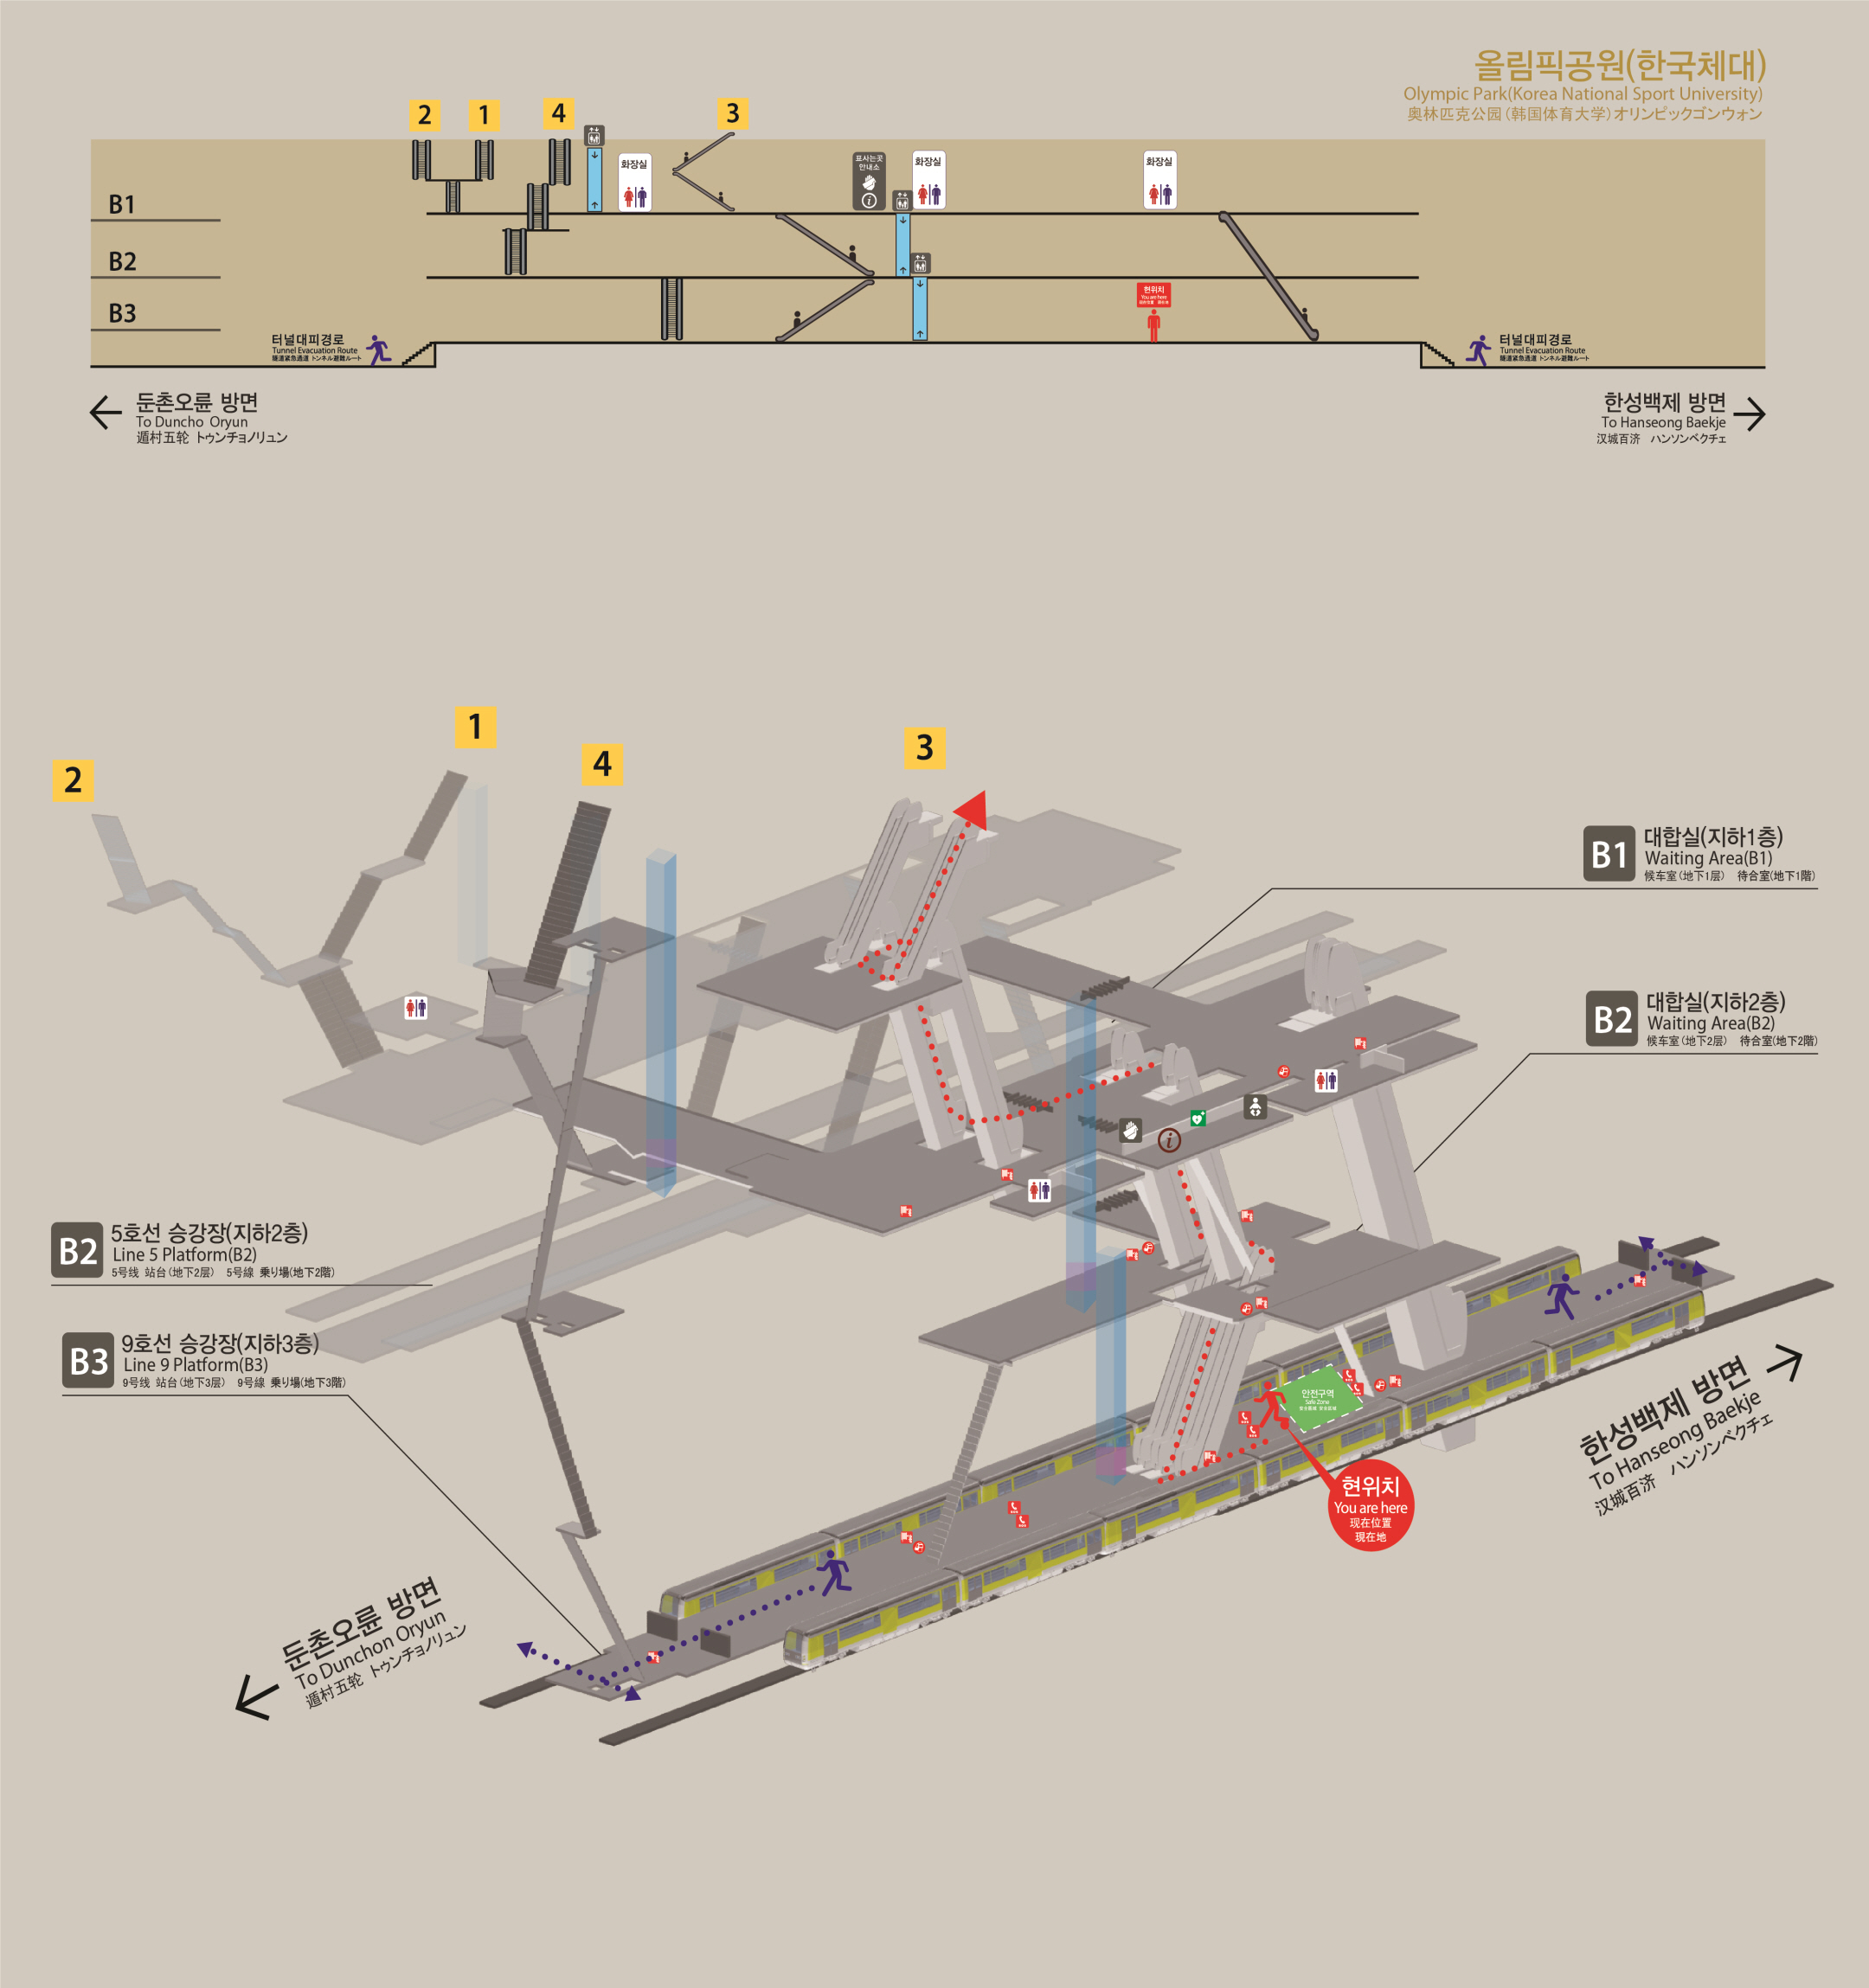 올림픽공원(한국체대)
Olympic Park(Korea National Sport University)
奥林匹克公园(韩国体育大学)オリンピックゴンウォン
2
1
4
3
화장실
표사는곳
안내소
화장실
화장실
B1
B2
B3
현위치
You are here
现在位置 現在地
터널대피경로
Tunnel Evacuation Route
隧道紧急通道 トンネル避難ルート
터널대피경로
Tunnel Evacuation Route
隧道紧急通道 トンネル避難ルート
둔촌오륜 방면
To Duncho Oryun
遁村五轮 トゥンチョノリュン
한성백제 방면
To Hanseong Baekje
汉城百济 ハンソンベクチェ
1
4
3
2
B1
대합실(지하1층)
Waiting Area(B1)
候车室(地下1层) 待合室(地下1階)
B2
대합실(지하2층)
Waiting Area(B2)
候车室(地下2层) 待合室(地下2階)
B2
5호선 승강장(지하2층)
Line 5 Platform(B2)
5号线 站台(地下2层) 5号線 乗り場(地下2階)
B3
9호선 승강장(지하3층)
Line 9 Platform(B3)
9号线 站台(地下3层) 9号線 乗り場(地下3階)
안전구역
Safe Zone
현위치
You are here
现在位置
現在地
한성백제 방면
To Hanseong Baekje
汉城百济 ハンソンベクチェ
둔촌오륜 방면
To Dunchon Oryun
遁村五轮 トゥンチョノリュン